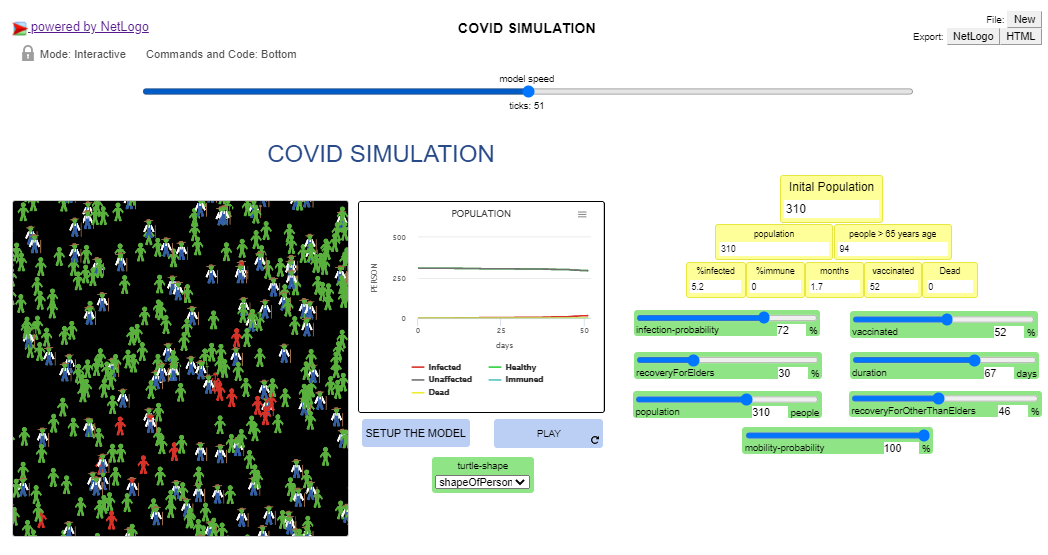 powered by NetLogo
COVID SIMULATION
File: New
Export: NetLogo HTML
Mode: Interactive Commands and Code: Bottom
model speed
ticks: 51
COVID SIMULATION
POPULATION
PERSON
500
250
0
0 25 50
days
Infected Healthy
Unaffected Immuned
Dead
SETUP THE MODEL
PLAY
turtle-shape
shapeOfPerson
Inital Population
310
population people > 65 years age
310 94
%infected %immune months vaccinated Dead
5.2 0 1.7 52 0
infection-probability 72 %
vaccinated 52 %
recoveryForElders 30 %
duration 67 days
population 310 people
recoveryForOtherThanElders 46 %
mobility-probability 100 %